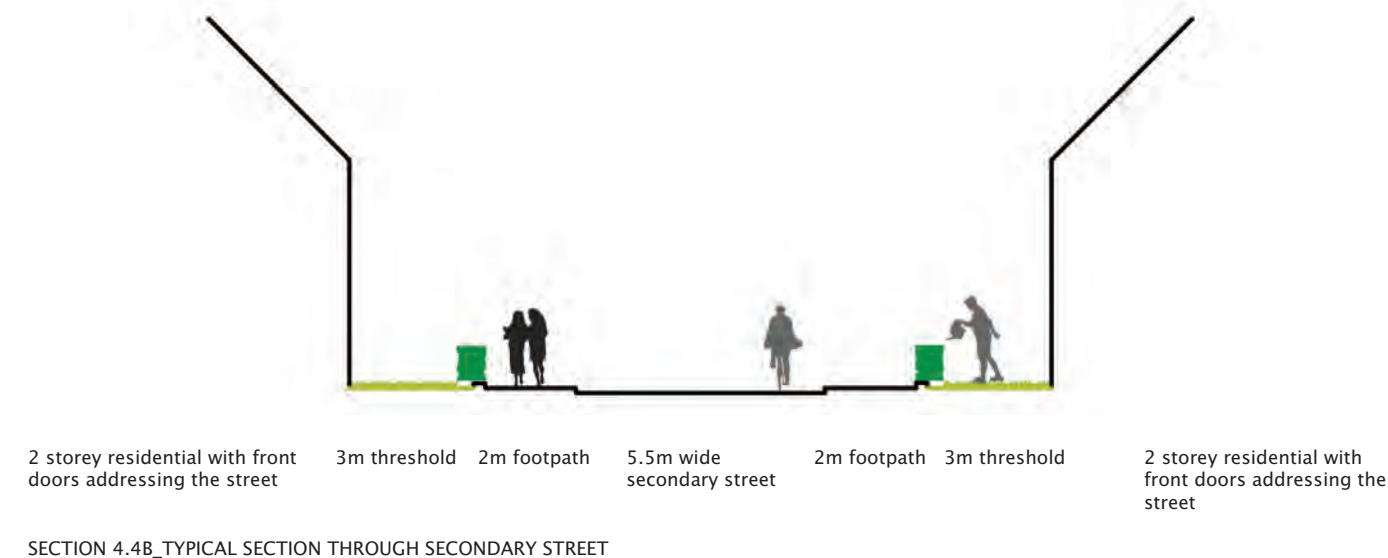 2 storey residential with front
doors addressing the street
3m threshold
2m footpath
5.5m wide
secondary street
2m footpath
3m threshold
2 storey residential with
front doors addressing the
street
SECTION 4.4B_TYPICAL SECTION THROUGH SECONDARY STREET